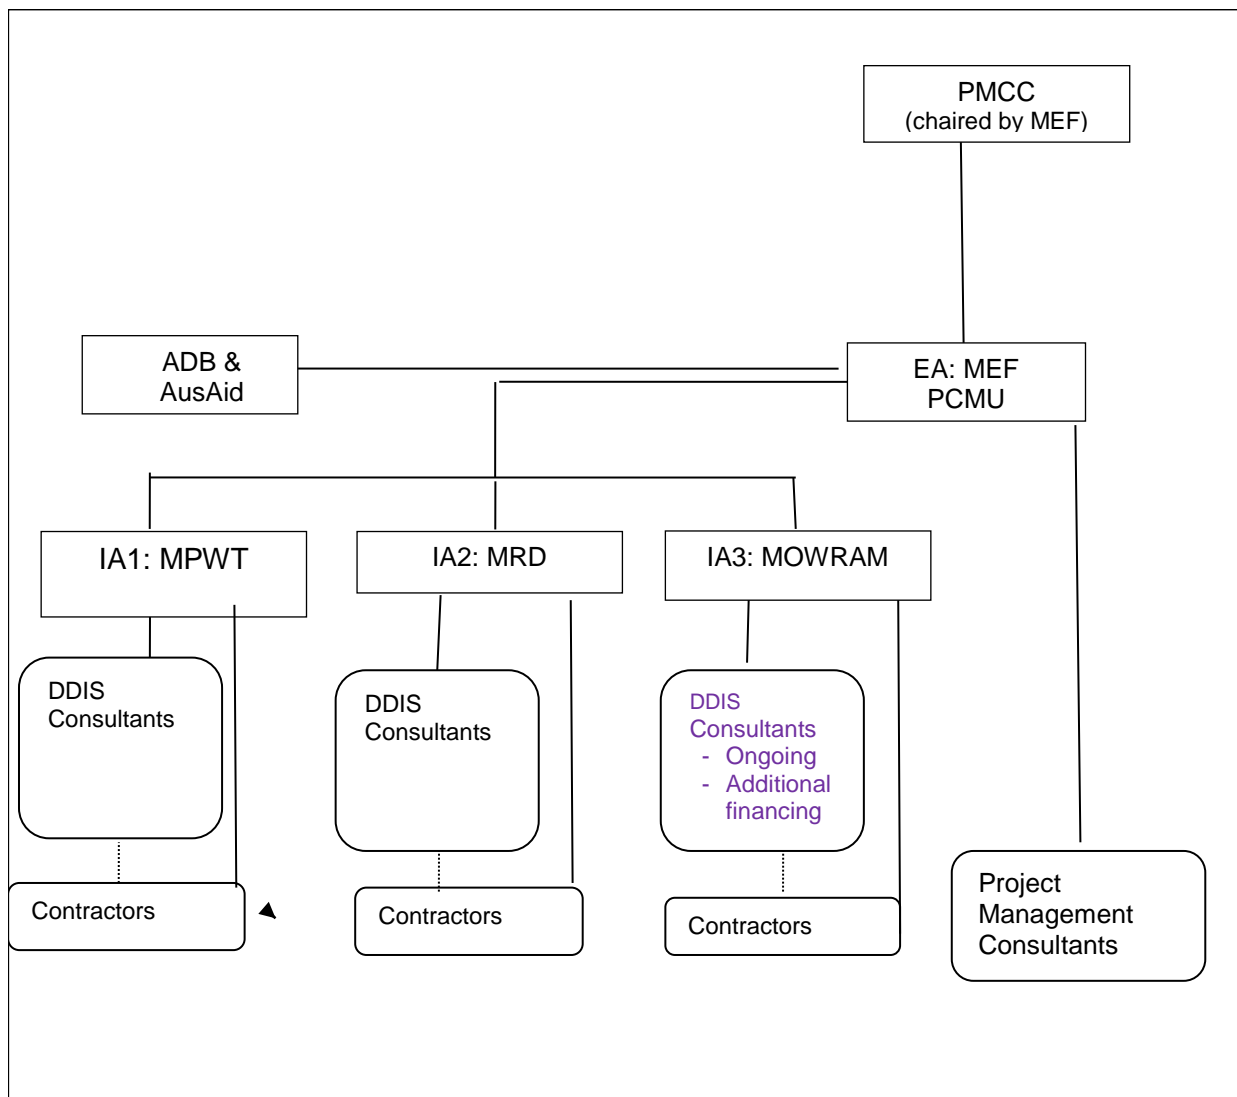 PMCC
(chaired by MEF)
ADB &
AusAid
EA: MEF
PCMU
IA1: MPWT
IA2: MRD
IA3: MOWRAM
DDIS
Consultants
DDIS
Consultants
DDIS
Consultants
- Ongoing
- Additional
financing
Contractors
Contractors
Contractors
Project
Management
Consultants